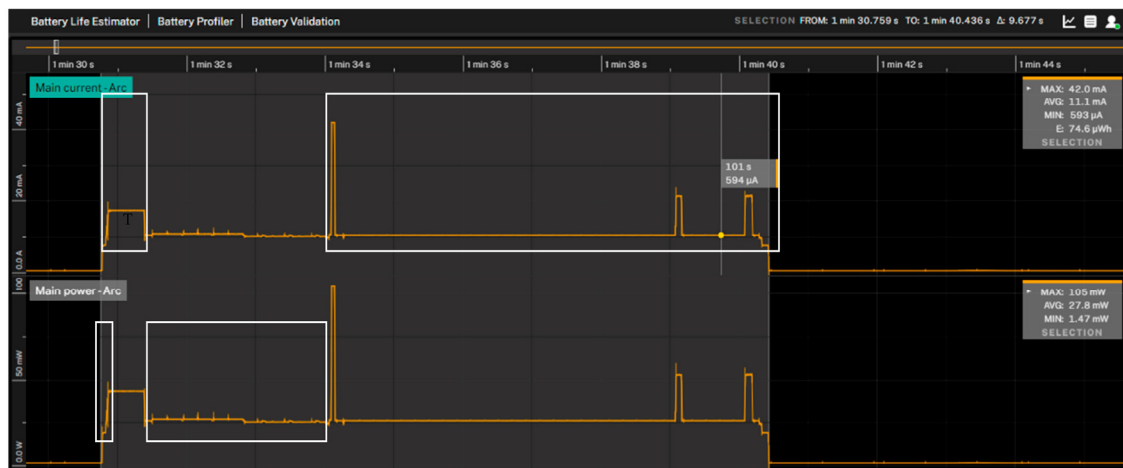 Battery Life Estimator | Battery Profiler | Battery Validation
SELECTION FROM: 1 min 30.759 s TO: 1 min 40.436 s Δ: 9.677 s
1 min 30 s 1 min 32 s 1 min 34 s 1 min 36 s 1 min 38 s 1 min 40 s 1 min 42 s 1 min 44 s
Main current - Arc
40 mA
20 mA
0.0 A
MAX: 42.0 mA
AVG: 11.1 mA
MIN: 593 µA
E: 74.6 µWh
SELECTION
101 s
594 µA
Main power - Arc
100
50 mW
0.0 W
MAX: 105 mW
AVG: 27.8 mW
MIN: 1.47 mW
SELECTION